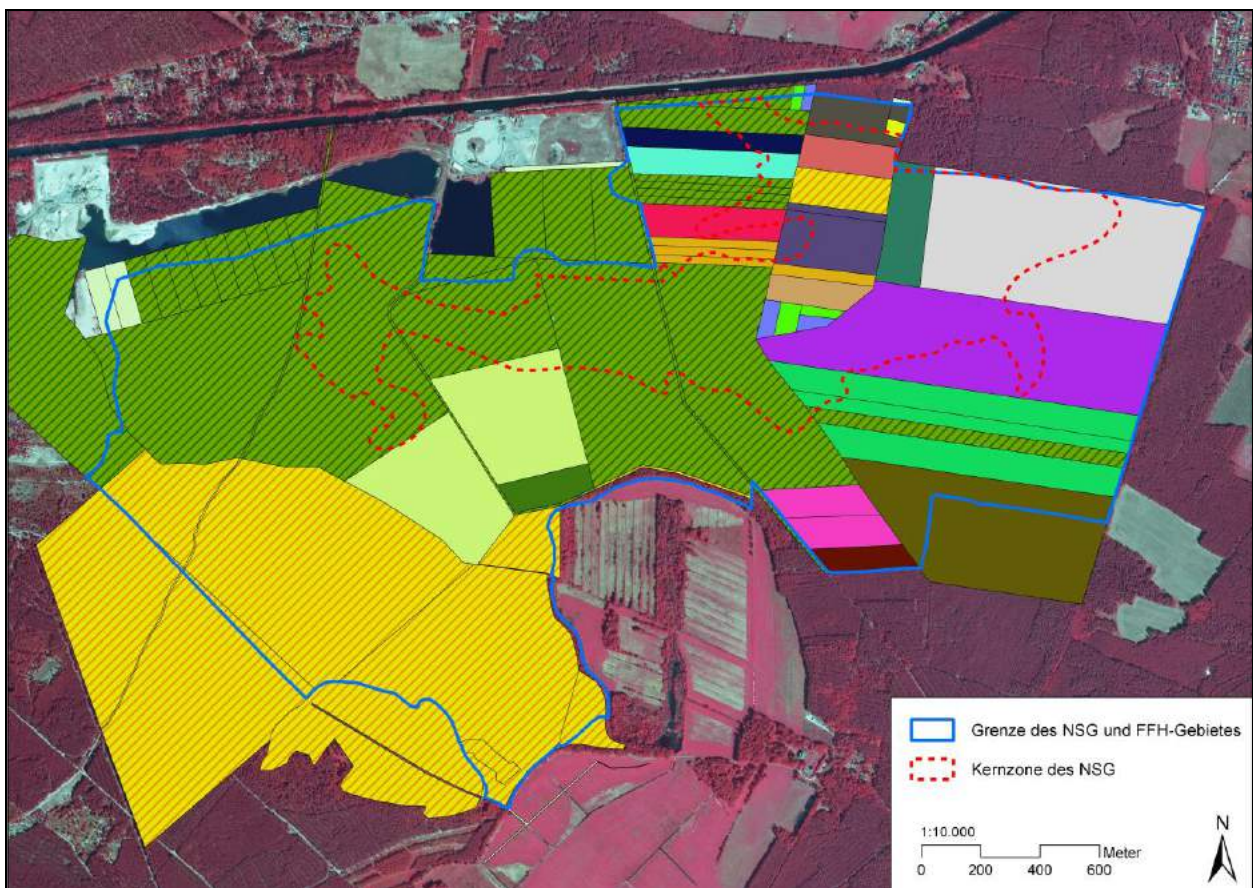 Grenze des NSG und FFH-Gebietes
Kernzone des NSG
1:10.000
Meter
0 200 400 600
N